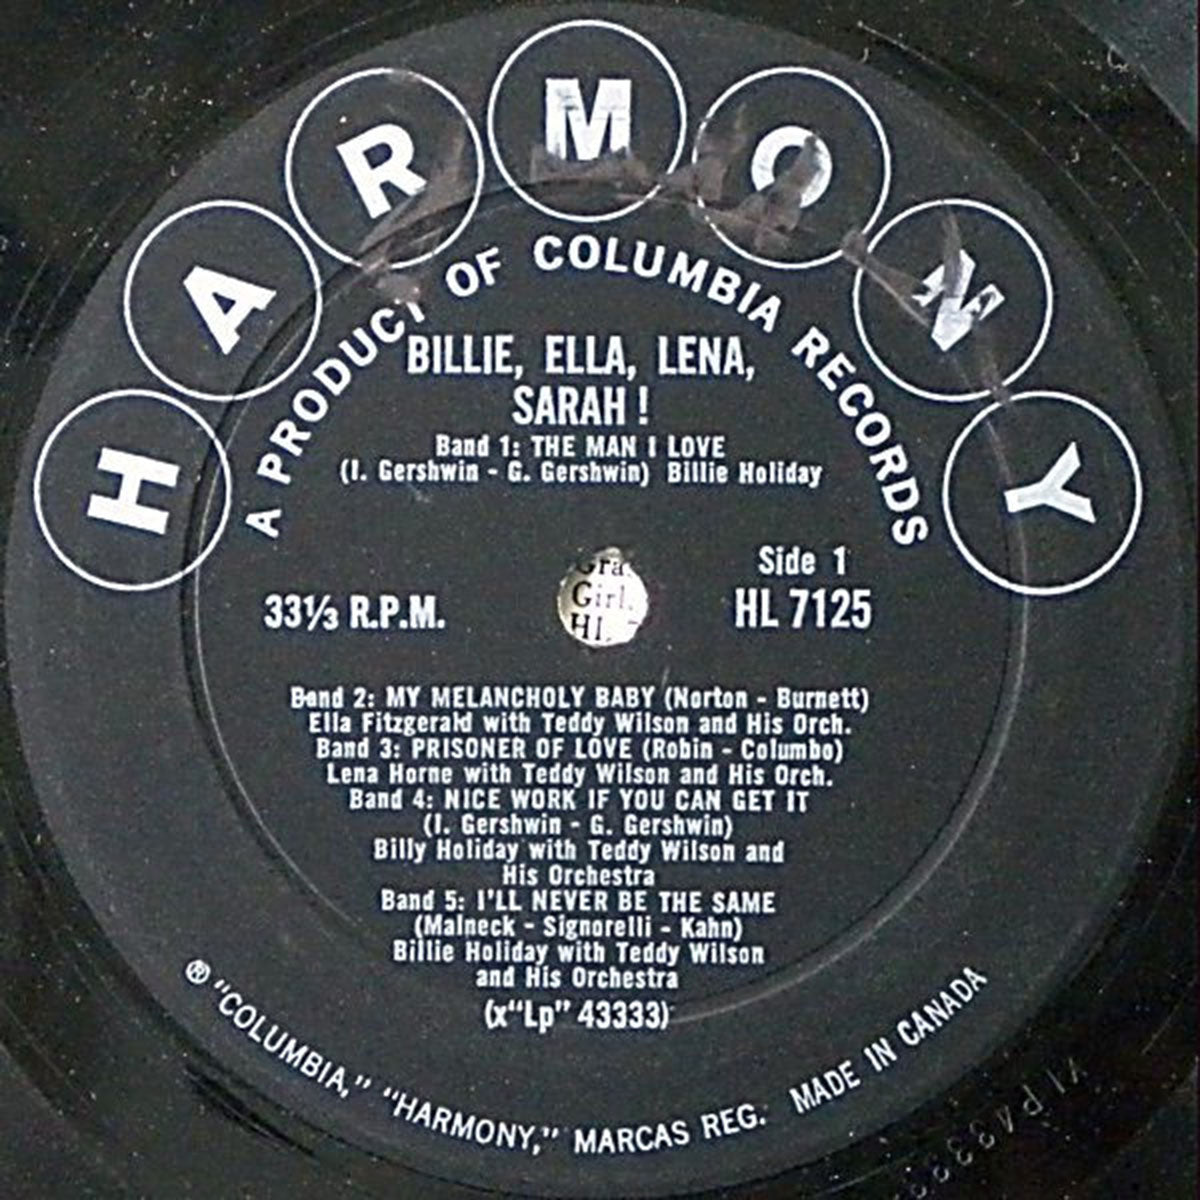 HARMONY
A PRODUCT OF COLUMBIA RECORDS
BILLIE, ELLA, LENA,
SARAH!
Band 1: THE MAN I LOVE
(I. Gershwin - G. Gershwin) Billie Holiday
Side 1
33⅓ R.P.M.
HL 7125
Girl,
Band 2: MY MELANCHOLY BABY (Norton - Burnett)
Ella Fitzgerald with Teddy Wilson and His Orch.
Band 3: PRISONER OF LOVE (Robin - Columbo)
Lena Horne with Teddy Wilson and His Orch.
Band 4: NICE WORK IF YOU CAN GET IT
(I. Gershwin - G. Gershwin)
Billy Holiday with Teddy Wilson and
His Orchestra
Band 5: I'LL NEVER BE THE SAME
(Malneck - Signorelli - Kahn)
Billie Holiday with Teddy Wilson
and His Orchestra
(x"Lp" 43333)
® "COLUMBIA," "HARMONY," MARCAS REG. MADE IN CANADA